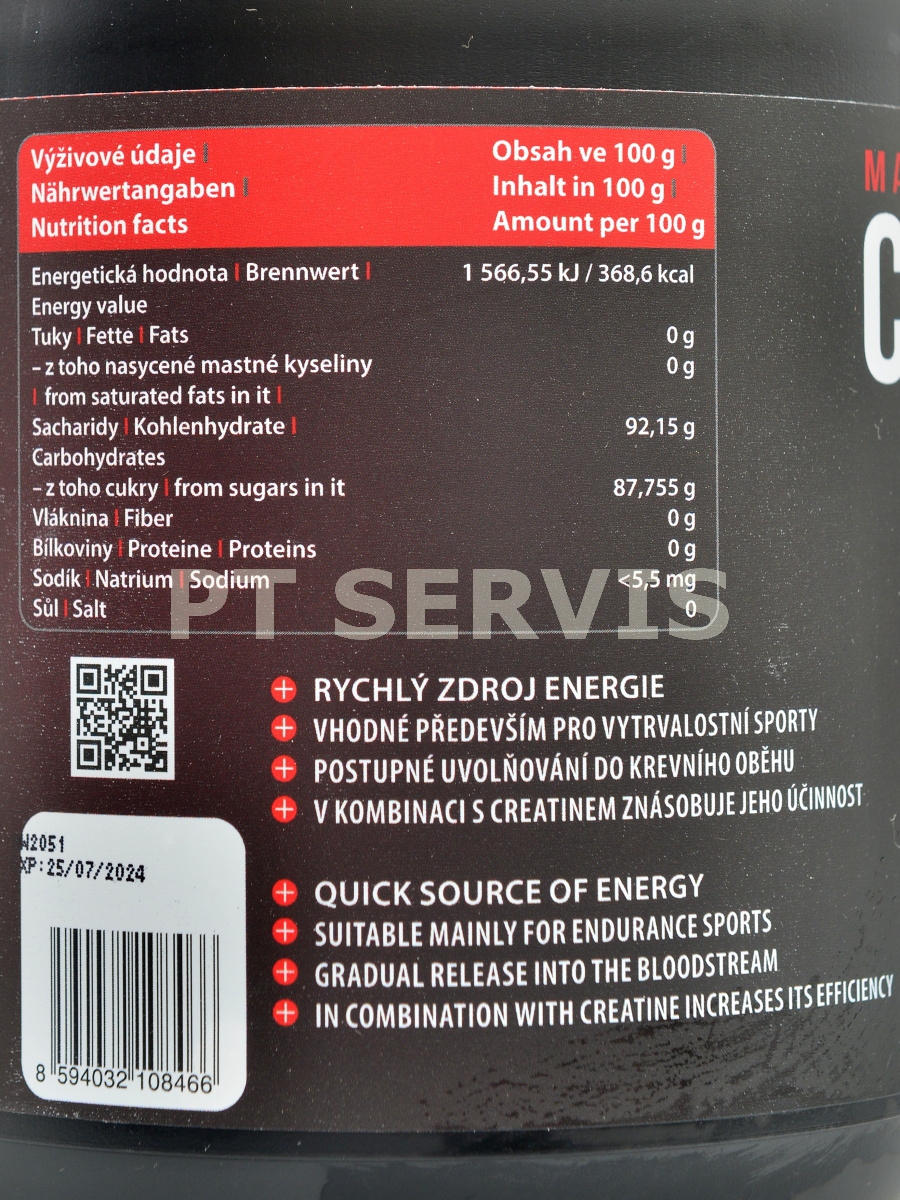 Výživové údaje | Obsah ve 100 g |
Nährwertangaben | Inhalt in 100 g |
Nutrition facts Amount per 100 g
Energetická hodnota | Brennwert | 1 566,55 kJ / 368,6 kcal
Energy value
Tuky | Fette | Fats 0 g
– z toho nasycené mastné kyseliny 0 g
| from saturated fats in it |
Sacharidy | Kohlenhydrate | 92,15 g
Carbohydrates
– z toho cukry | from sugars in it 87,755 g
Vláknina | Fiber 0 g
Bílkoviny | Proteine | Proteins 0 g
Sodík | Natrium | Sodium <5,5 mg
Sůl | Salt 0
PT SERVIS
RYCHLÝ ZDROJ ENERGIE
VHODNÉ PŘEDEVŠÍM PRO VYTRVALOSTNÍ SPORTY
POSTUPNÉ UVOLŇOVÁNÍ DO KREVNÍHO OBĚHU
V KOMBINACI S CREATINEM ZNÁSOBUJE JEHO ÚČINNOST
W2051
XP:25/07/2024
QUICK SOURCE OF ENERGY
SUITABLE MAINLY FOR ENDURANCE SPORTS
GRADUAL RELEASE INTO THE BLOODSTREAM
IN COMBINATION WITH CREATINE INCREASES ITS EFFICIENCY
8 594032 108466
MA
C